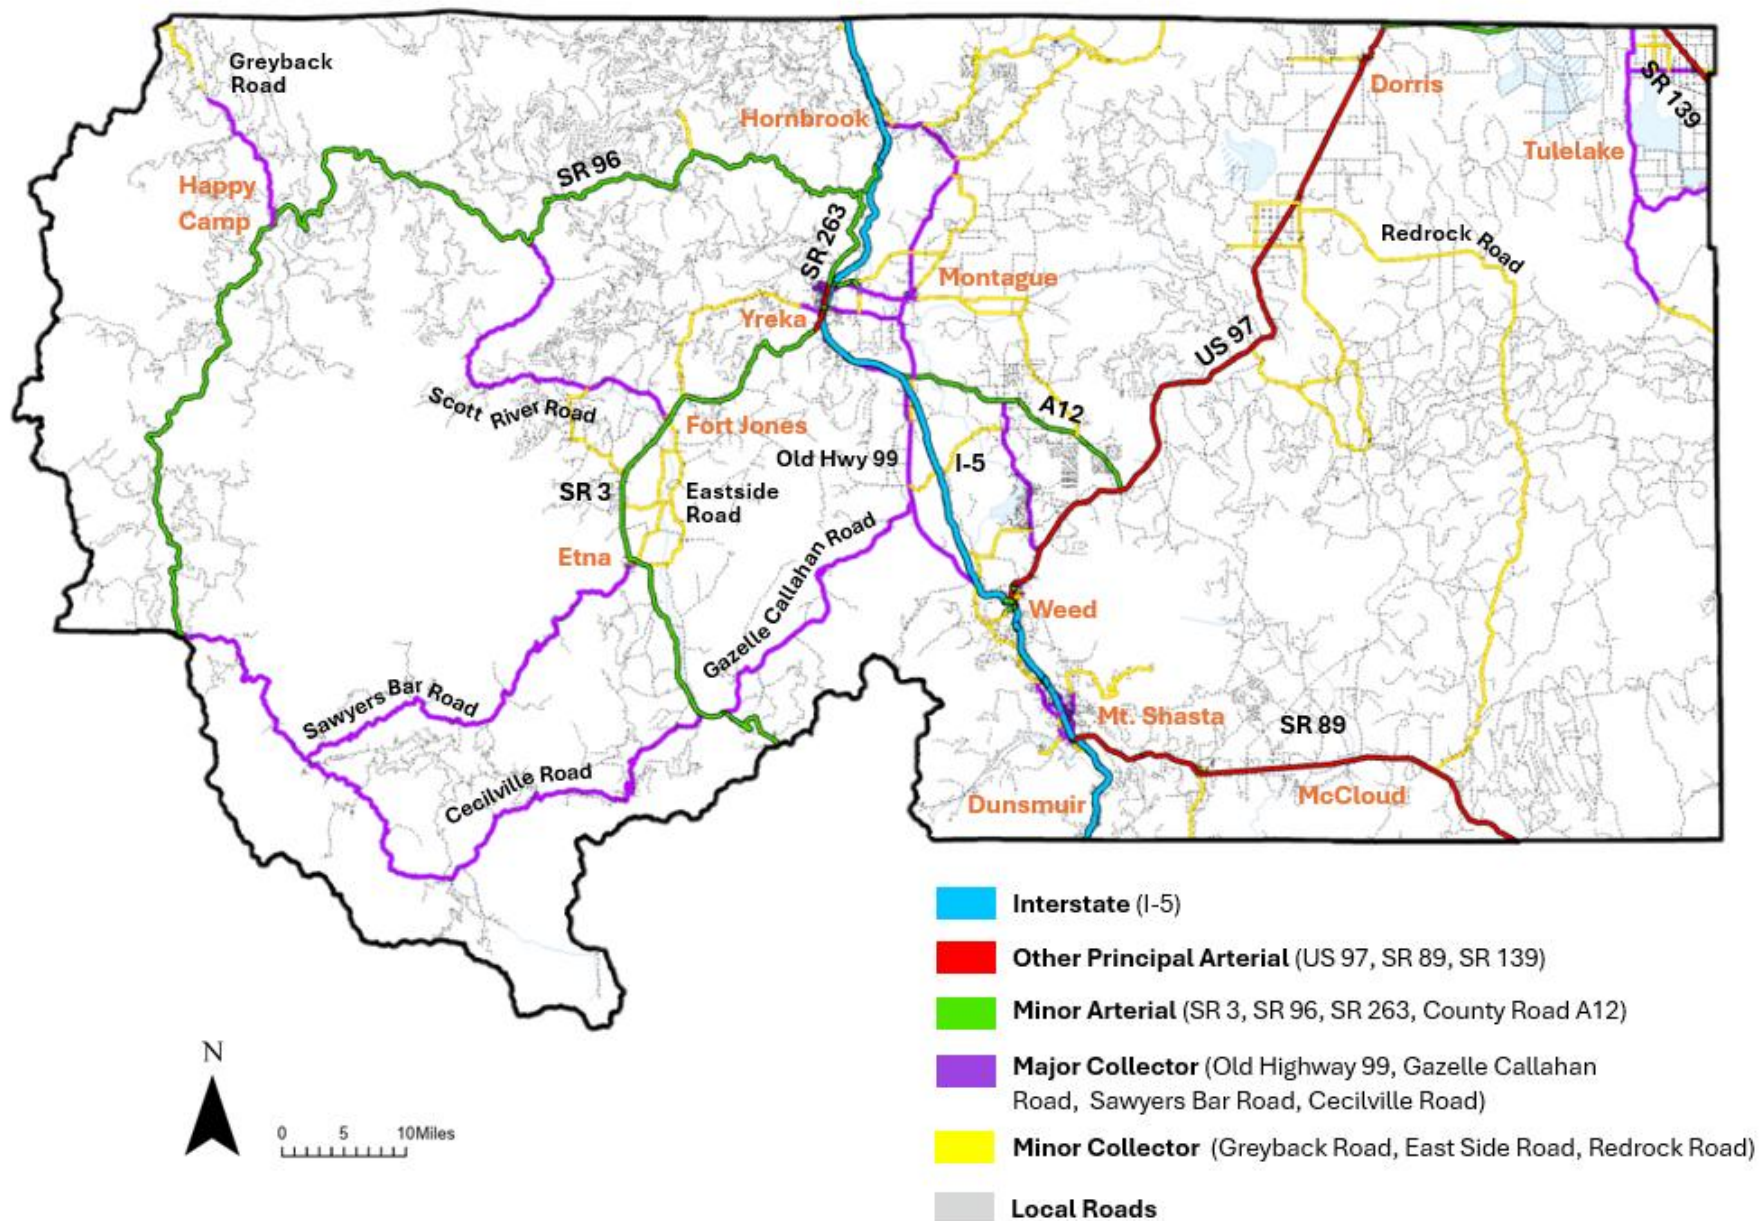 Greyback
Road
Dorris
SR 139
Hornbrook
Tulelake
SR 96
Happy
Camp
SR 263
Redrock Road
Montague
Yreka
US 97
Scott River Road
A12
Fort Jones
Old Hwy 99
I-5
SR 3
Eastside
Road
Etna
Gazelle Callahan Road
Weed
Sawyers Bar Road
Mt. Shasta
SR 89
Cecilville Road
Dunsmuir
McCloud
Interstate (I-5)
Other Principal Arterial (US 97, SR 89, SR 139)
Minor Arterial (SR 3, SR 96, SR 263, County Road A12)
Major Collector (Old Highway 99, Gazelle Callahan
Road, Sawyers Bar Road, Cecilville Road)
Minor Collector (Greyback Road, East Side Road, Redrock Road)
Local Roads
N
0 5 10Miles